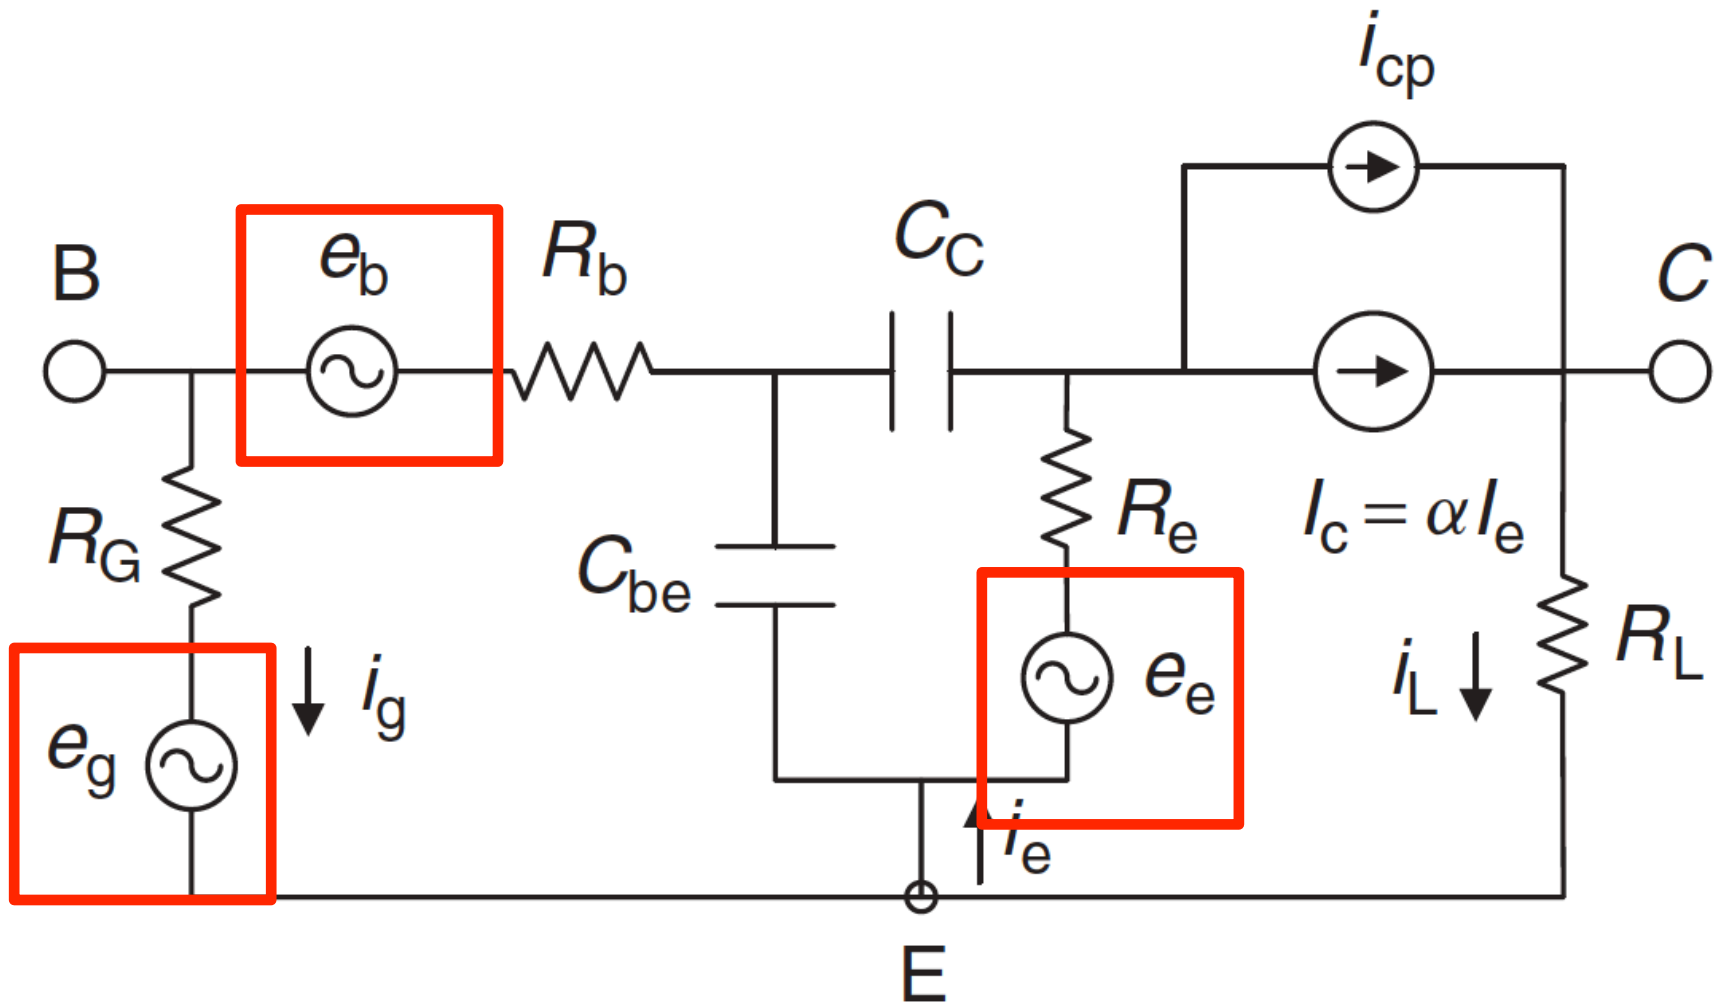 i_cp
B
e_b
R_b
C_C
C
R_G
C_be
R_e
I_c = αI_e
e_g
i_g
e_e
i_L
R_L
i_e
E